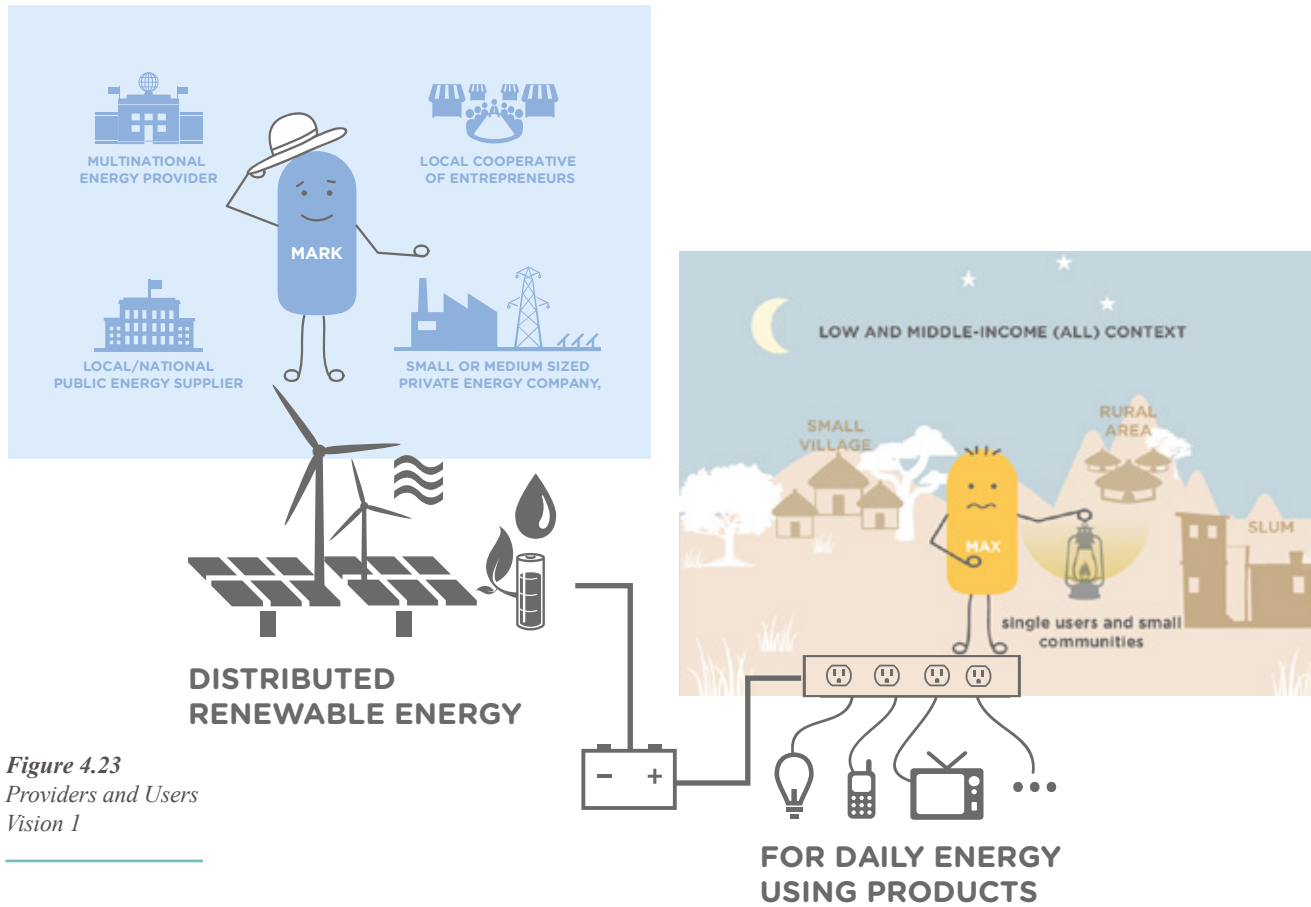 MULTINATIONAL
ENERGY PROVIDER
LOCAL COOPERATIVE
OF ENTREPRENEURS
MARK
LOCAL/NATIONAL
PUBLIC ENERGY SUPPLIER
SMALL OR MEDIUM SIZED
PRIVATE ENERGY COMPANY,
LOW AND MIDDLE-INCOME (ALL) CONTEXT
SMALL
VILLAGE
RURAL
AREA
SLUM
MAX
single users and small
communities
DISTRIBUTED
RENEWABLE ENERGY
- +
FOR DAILY ENERGY
USING PRODUCTS
Figure 4.23
Providers and Users
Vision 1